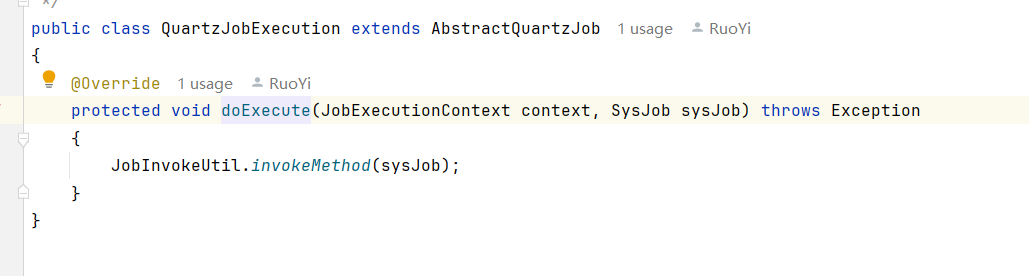 */
public class QuartzJobExecution extends AbstractQuartzJob 1 usage RuoYi
{
@Override 1 usage RuoYi
protected void doExecute(JobExecutionContext context, SysJob sysJob) throws Exception
{
JobInvokeUtil.invokeMethod(sysJob);
}
}